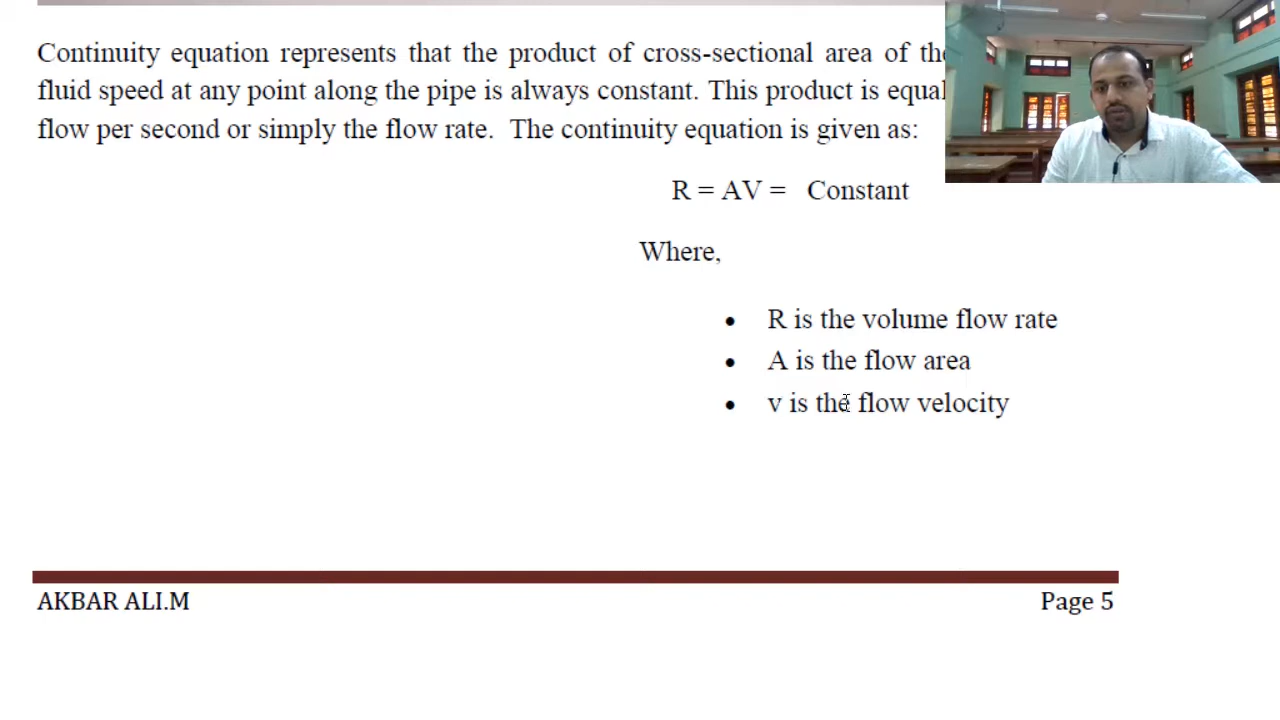 Continuity equation represents that the product of cross-sectional area of the
fluid speed at any point along the pipe is always constant. This product is equal
flow per second or simply the flow rate. The continuity equation is given as:
R = AV = Constant
Where,
• R is the volume flow rate
• A is the flow area
• v is the flow velocity
AKBAR ALI.M
Page 5